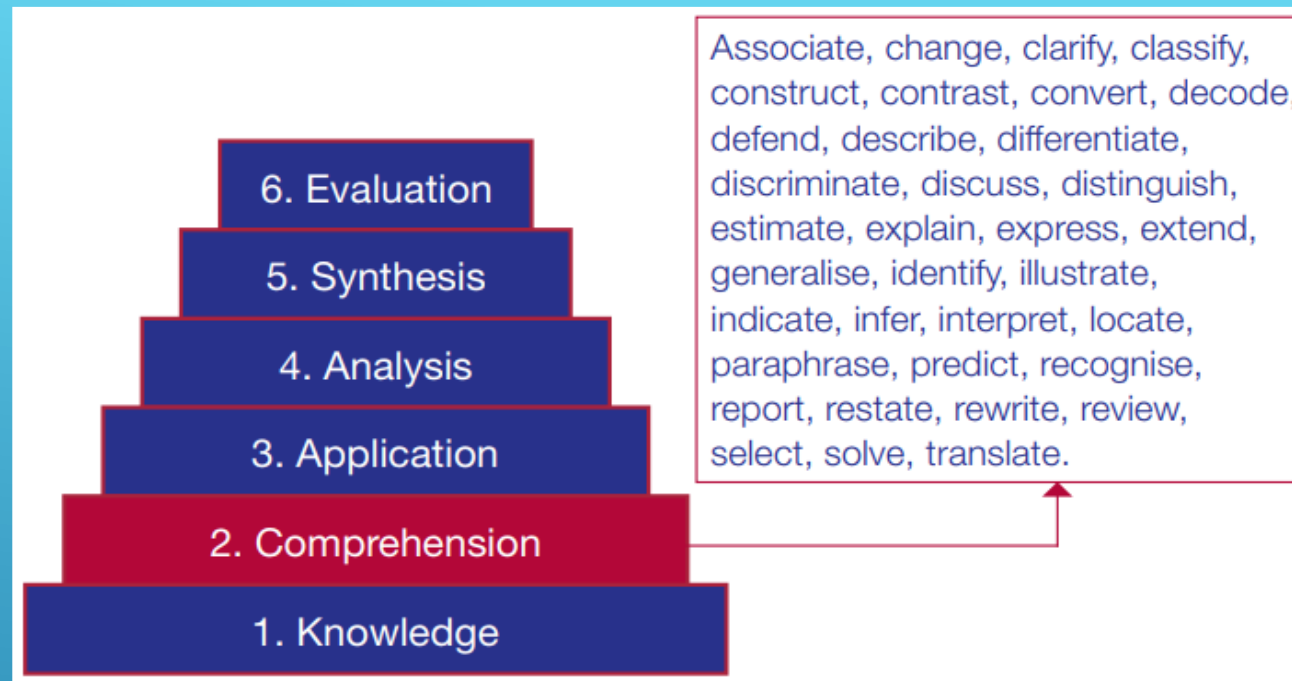 Associate, change, clarify, classify,
construct, contrast, convert, decode,
defend, describe, differentiate,
discriminate, discuss, distinguish,
estimate, explain, express, extend,
generalise, identify, illustrate,
indicate, infer, interpret, locate,
paraphrase, predict, recognise,
report, restate, rewrite, review,
select, solve, translate.
6. Evaluation
5. Synthesis
4. Analysis
3. Application
2. Comprehension
1. Knowledge